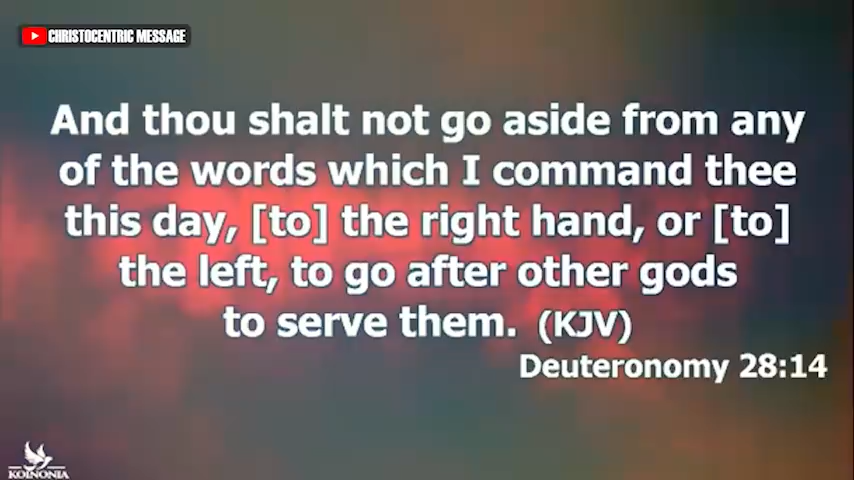 CHRISTOCENTRIC MESSAGE
And thou shalt not go aside from any
of the words which I command thee
this day, [to] the right hand, or [to]
the left, to go after other gods
to serve them. (KJV)
Deuteronomy 28:14
KOINONIA